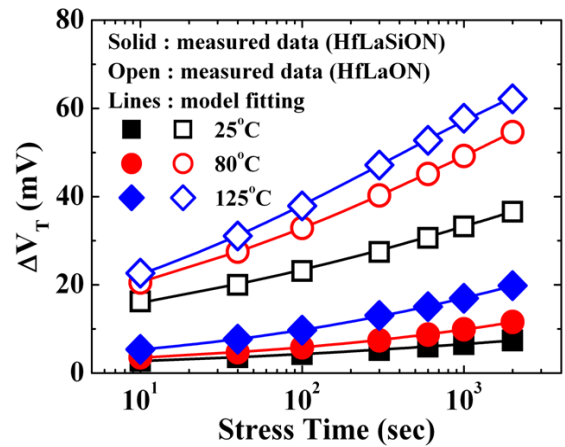 80
60
40
20
0
ΔV_T (mV)
Solid : measured data (HfLaSiON)
Open : measured data (HfLaON)
Lines : model fitting
25°C
80°C
125°C
10¹ 10² 10³
Stress Time (sec)